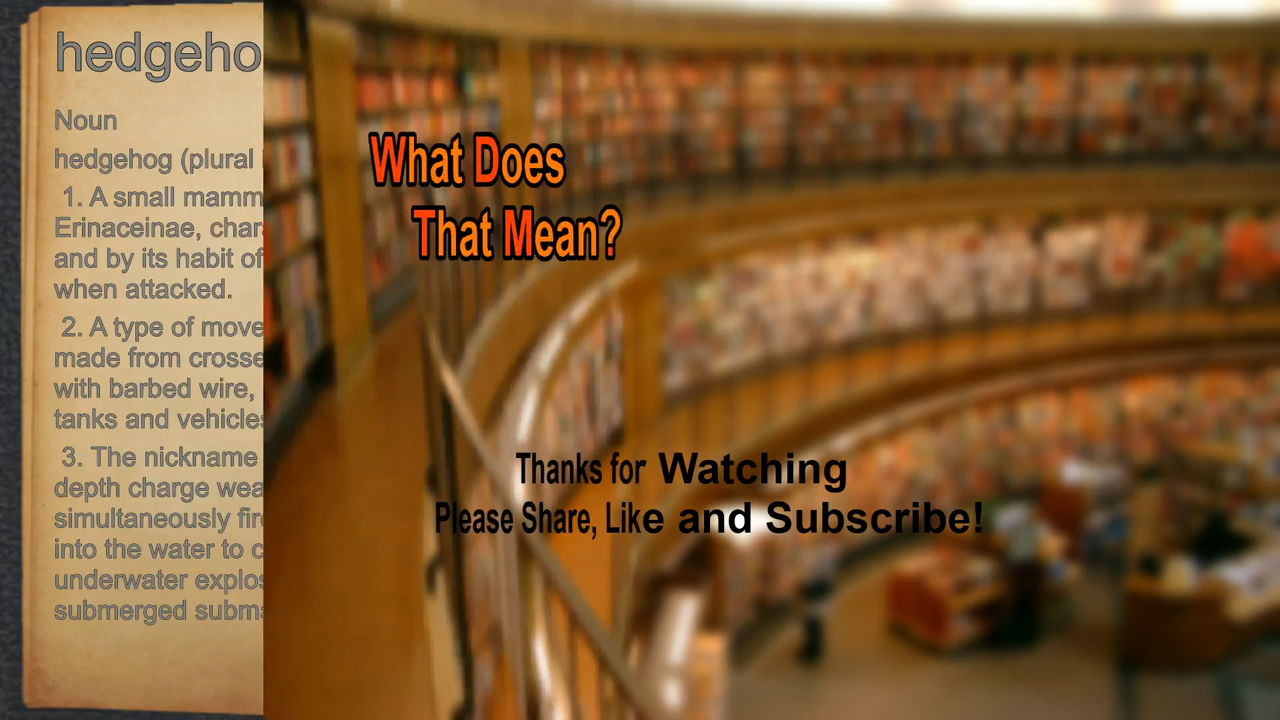 hedgeho
Noun
hedgehog (plural
1. A small mamm
Erinaceinae, char
and by its habit of
when attacked.
2. A type of move
made from crosse
with barbed wire,
tanks and vehicles
3. The nickname
depth charge wea
simultaneously fir
into the water to c
underwater explos
submerged subma
What Does
That Mean?
Thanks for Watching
Please Share, Like and Subscribe!